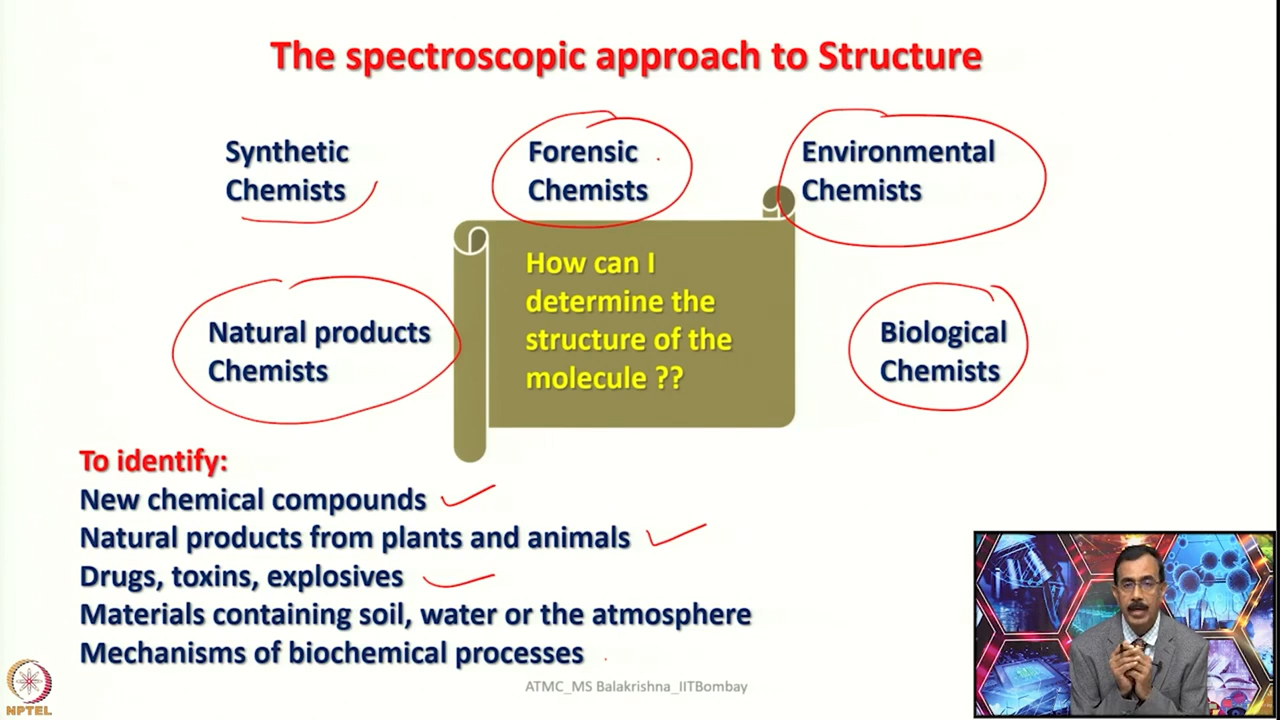 The spectroscopic approach to Structure
Synthetic
Chemists
Forensic
Chemists
Environmental
Chemists
How can I
determine the
structure of the
molecule ??
Natural products
Chemists
Biological
Chemists
To identify:
New chemical compounds
Natural products from plants and animals
Drugs, toxins, explosives
Materials containing soil, water or the atmosphere
Mechanisms of biochemical processes
ATMC_MS Balakrishna_IITBombay
NPTEL